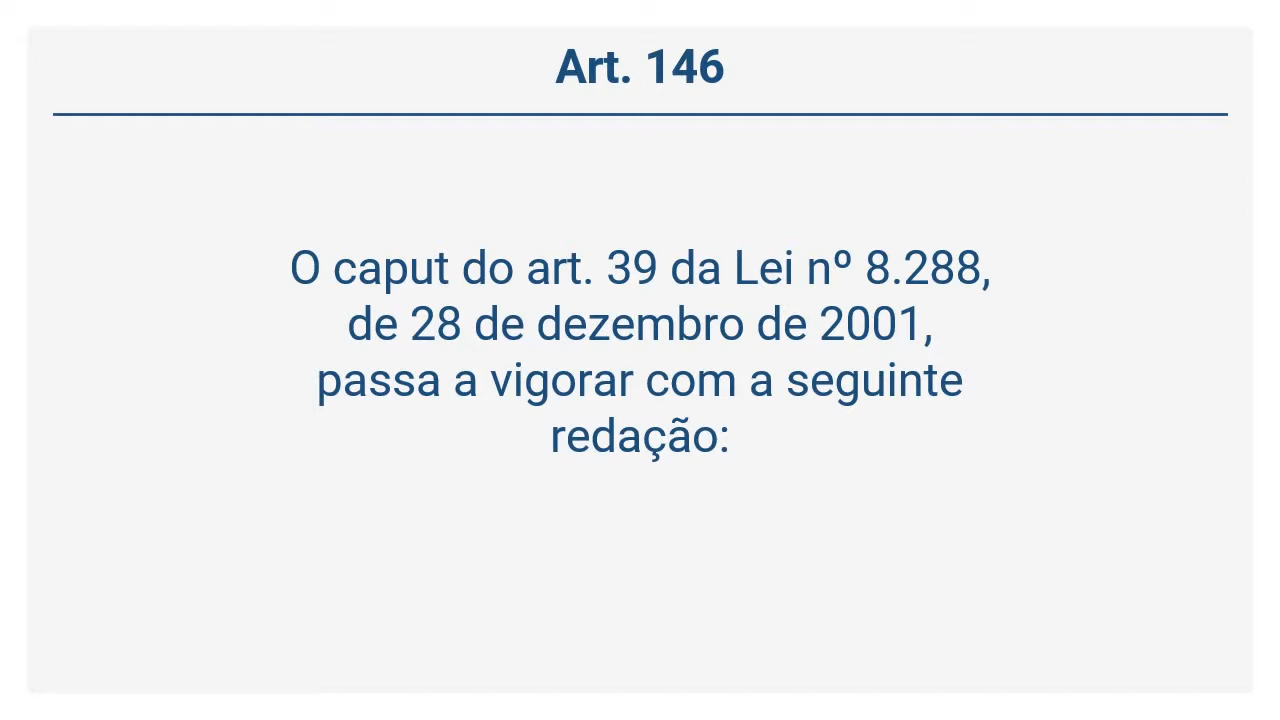 Art. 146
O caput do art. 39 da Lei nº 8.288,
de 28 de dezembro de 2001,
passa a vigorar com a seguinte
redação: